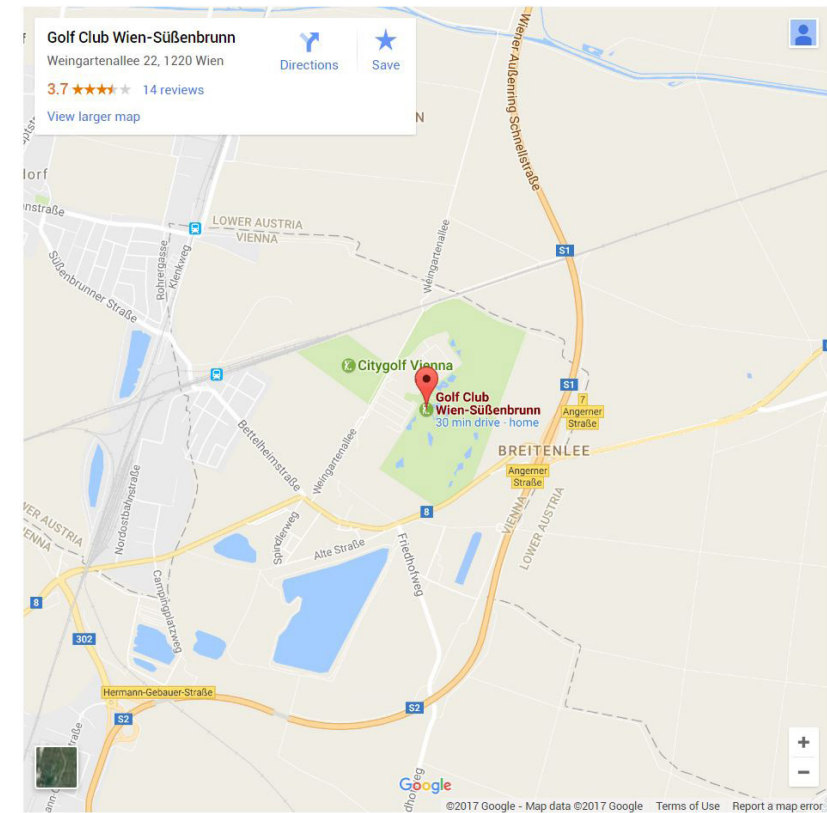 Golf Club Wien-Süßenbrunn
Weingartenallee 22, 1220 Wien
3.7
14 reviews
View larger map
Directions
Save
Wiener Außenring Schnellstraße
N
lorf
nstraße
LOWER AUSTRIA
VIENNA
Süßenbrunner Straße
Rohrergasse
Klenkweg
Weingartenallee
S1
Citygolf Vienna
Golf Club
Wien-Süßenbrunn
30 min drive - home
S1
7
Angerner
Straße
BREITENLEE
Angerner
Straße
Bettelheimstraße
Weingartenallee
Nordostbahnstraße
8
VIENNA
LOWER AUSTRIA
Spindlerweg
Alte Straße
Friedhofweg
Campingplatzweg
8
302
Hermann-Gebauer-Straße
S2
S2
Google
©2017 Google - Map data ©2017 Google
Terms of Use
Report a map error